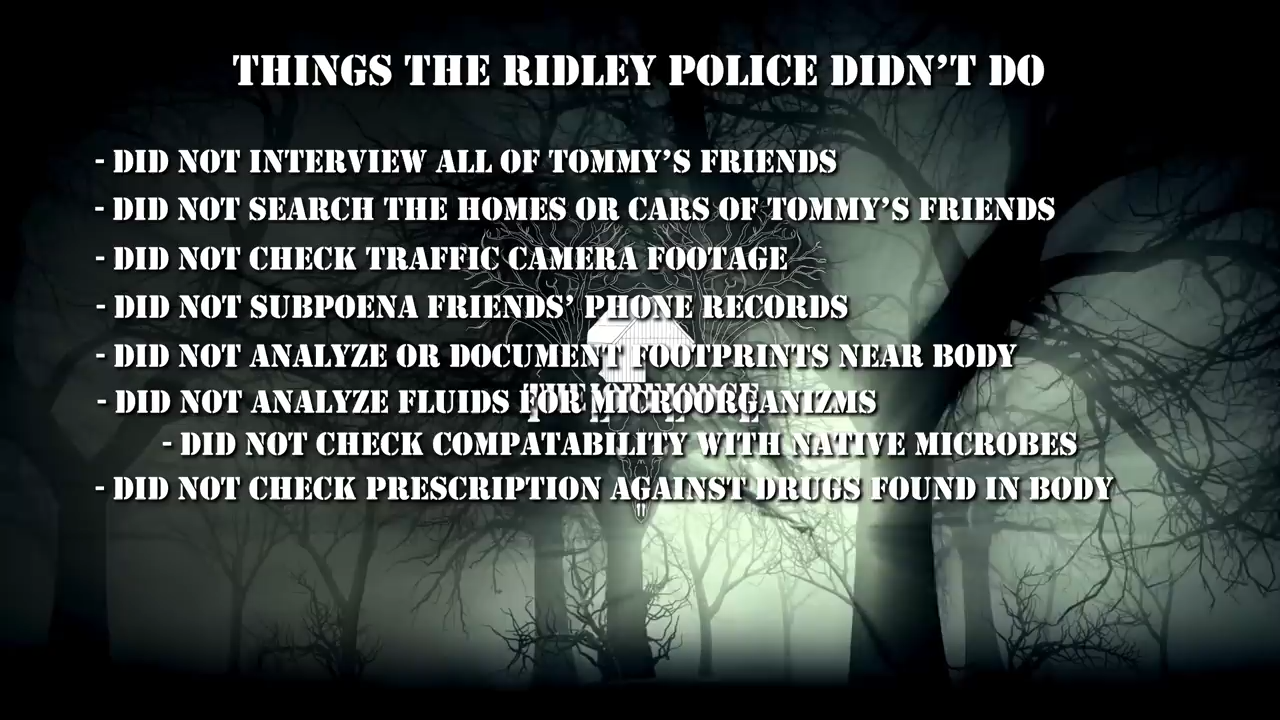 THINGS THE RIDLEY POLICE DIDN'T DO
- DID NOT INTERVIEW ALL OF TOMMY'S FRIENDS
- DID NOT SEARCH THE HOMES OR CARS OF TOMMY'S FRIENDS
- DID NOT CHECK TRAFFIC CAMERA FOOTAGE
- DID NOT SUBPOENA FRIENDS' PHONE RECORDS
- DID NOT ANALYZE OR DOCUMENT FOOTPRINTS NEAR BODY
- DID NOT ANALYZE FLUIDS FOR MICROORGANIZMS
- DID NOT CHECK COMPATABILITY WITH NATIVE MICROBES
- DID NOT CHECK PRESCRIPTION AGAINST DRUGS FOUND IN BODY